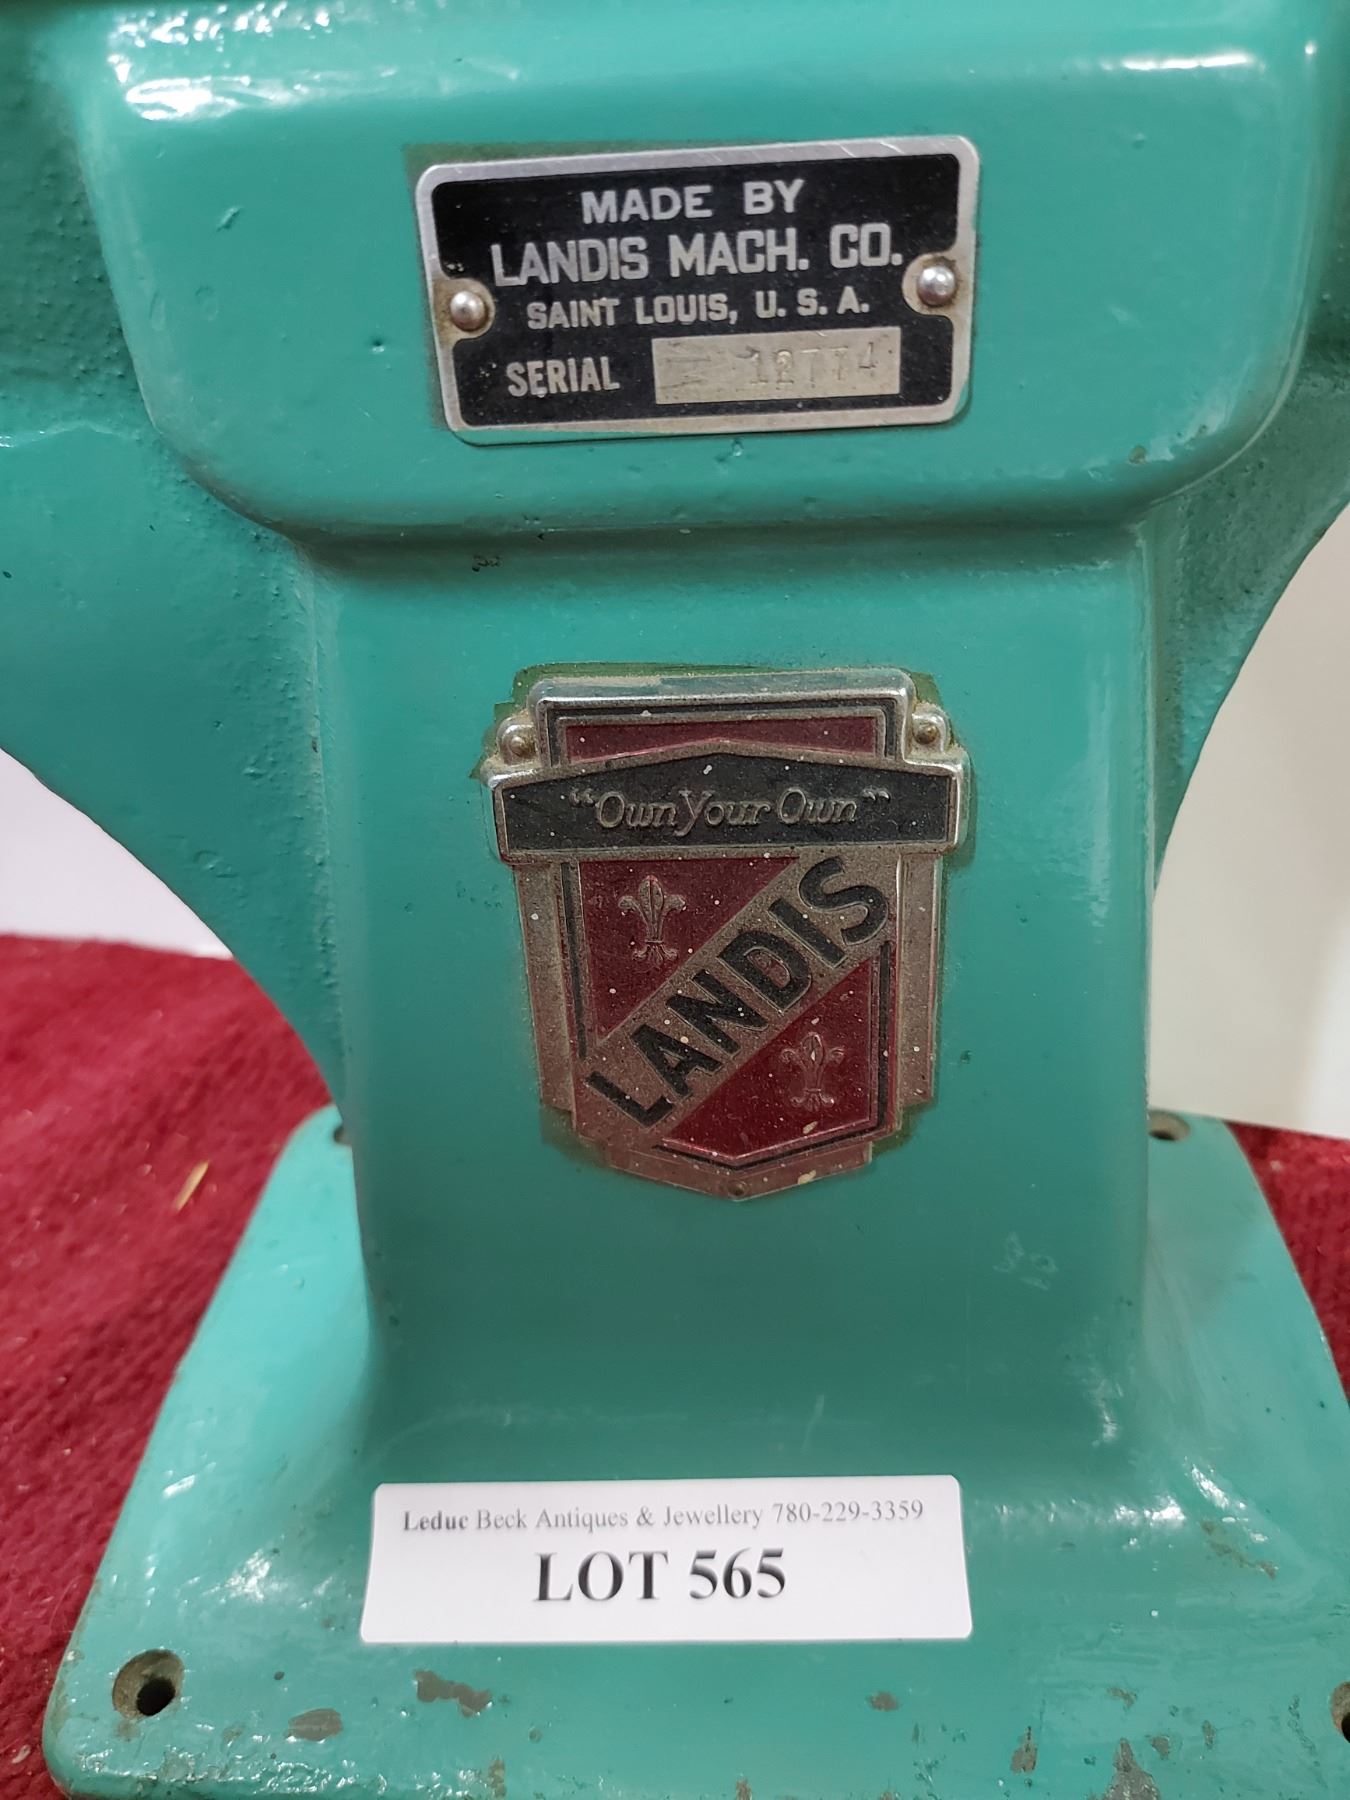 MADE BY
LANDIS MACH. CO.
SAINT LOUIS, U. S. A.
SERIAL 12774
"Own Your Own"
LANDIS
Leduc Beck Antiques & Jewellery 780-229-3359
LOT 565